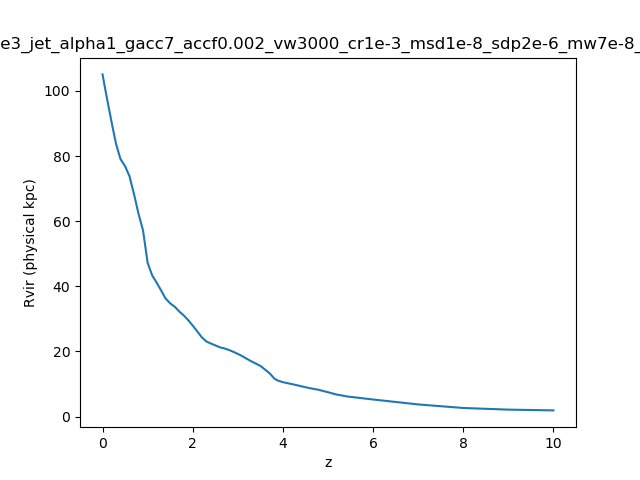 e3_jet_alpha1_gacc7_accf0.002_vw3000_cr1e-3_msd1e-8_sdp2e-6_mw7e-8_
Rvir (physical kpc)
100
80
60
40
20
0
0 2 4 6 8 10
z